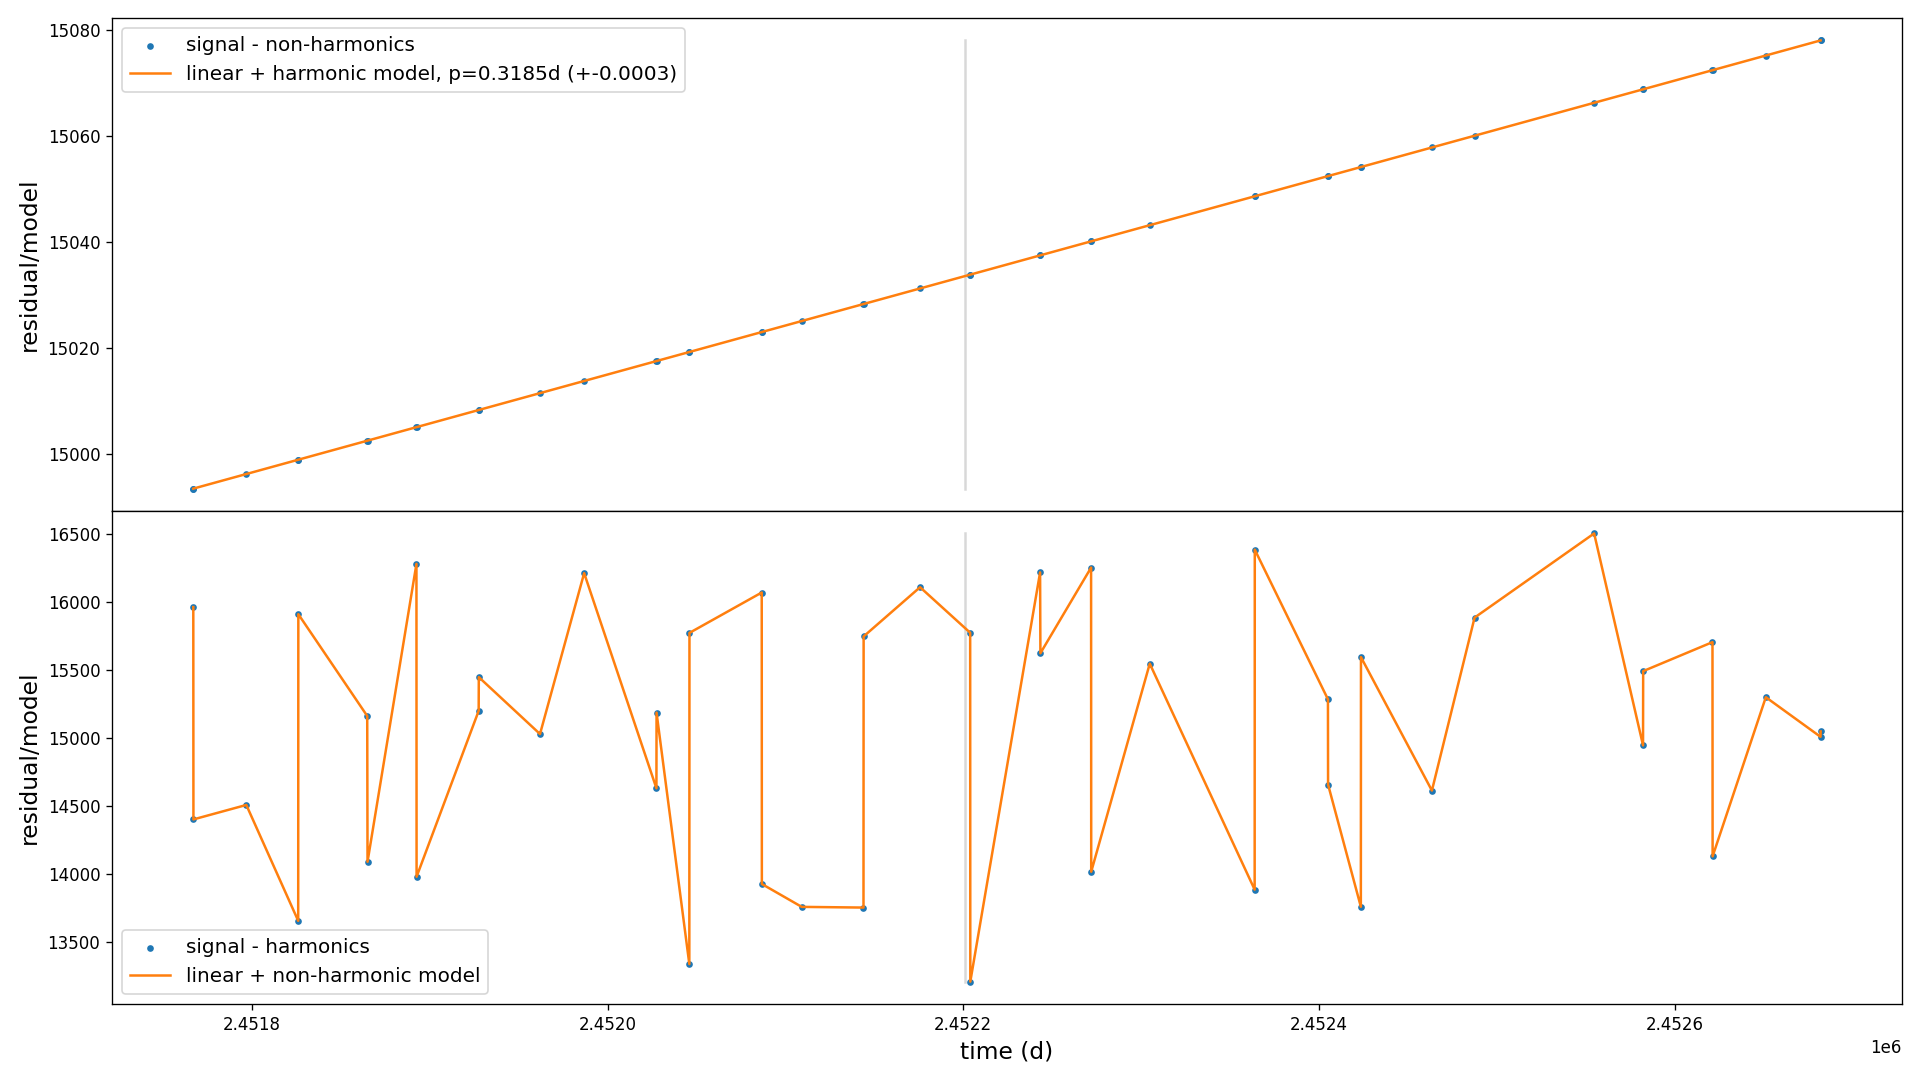 15080
signal - non-harmonics
linear + harmonic model, p=0.3185d (+-0.0003)
15060
15040
15020
15000
residual/model
16500
16000
15500
15000
14500
14000
13500
residual/model
signal - harmonics
linear + non-harmonic model
2.4518
2.4520
2.4522
2.4524
2.4526
1e6
time (d)